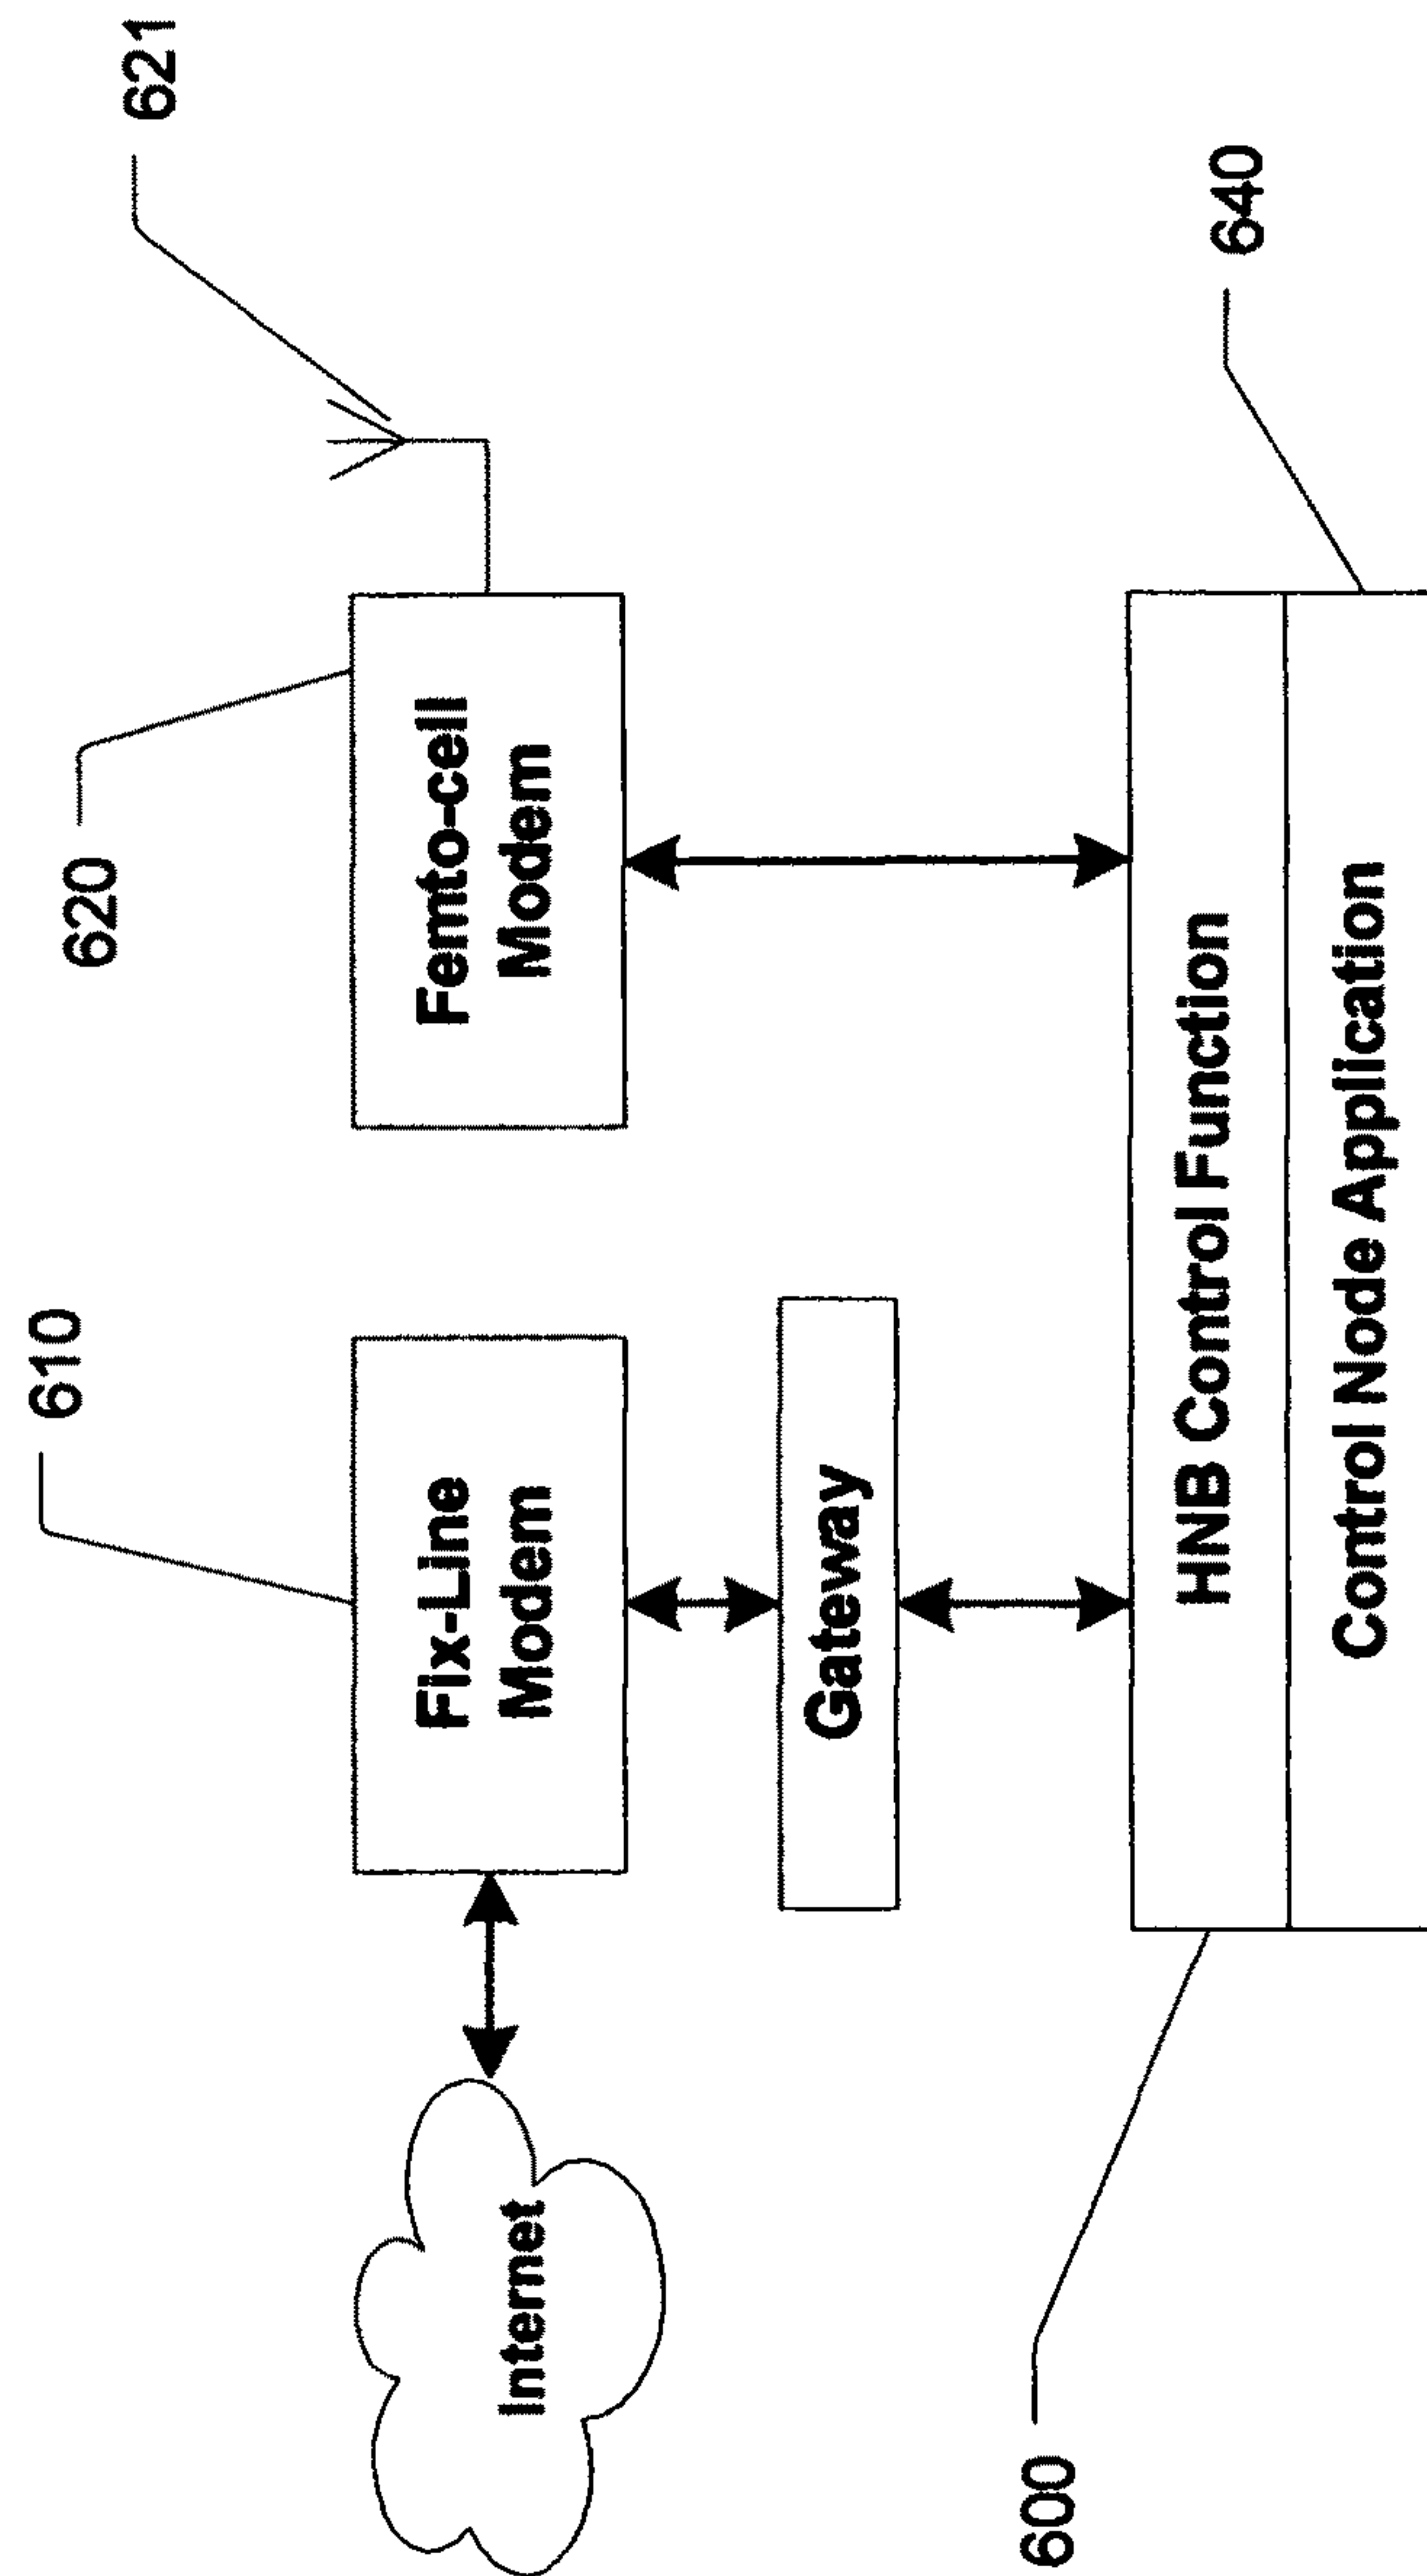 610
620
621
Internet
Fix-Line
Modem
Femto-cell
Modem
Gateway
600
HNB Control Function
640
Control Node Application